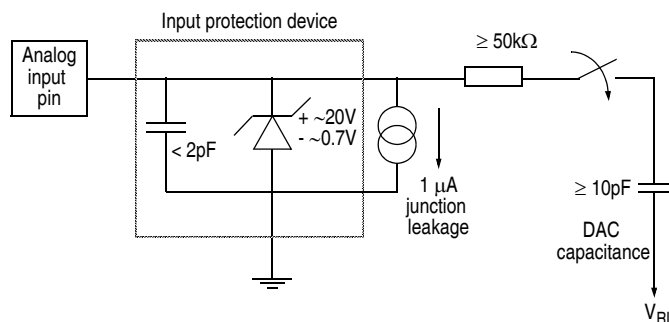 Input protection device
Analog
input
pin
≥ 50kΩ
+ ~20V
- ~0.7V
< 2pF
1 µA
junction
leakage
≥ 10pF
DAC
capacitance